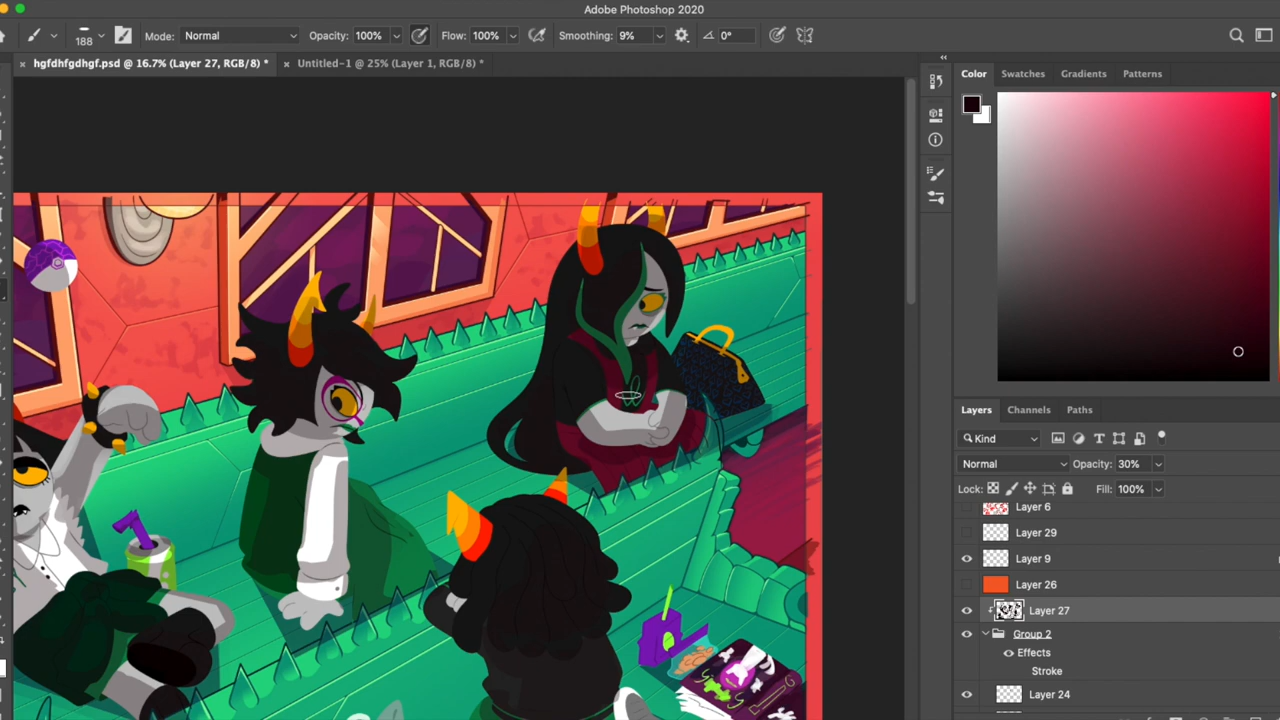 Adobe Photoshop 2020
188 Mode: Normal Opacity: 100% Flow: 100% Smoothing: 9% 0°
× hgfdhfgdhgf.psd @ 16.7% (Layer 27, RGB/8) * × Untitled-1 @ 25% (Layer 1, RGB/8) *
Color Swatches Gradients Patterns
Layers Channels Paths
Kind
Normal Opacity: 30%
Lock: Fill: 100%
Layer 6
Layer 29
Layer 9
Layer 26
Layer 27
Group 2
Effects
Stroke
Layer 24